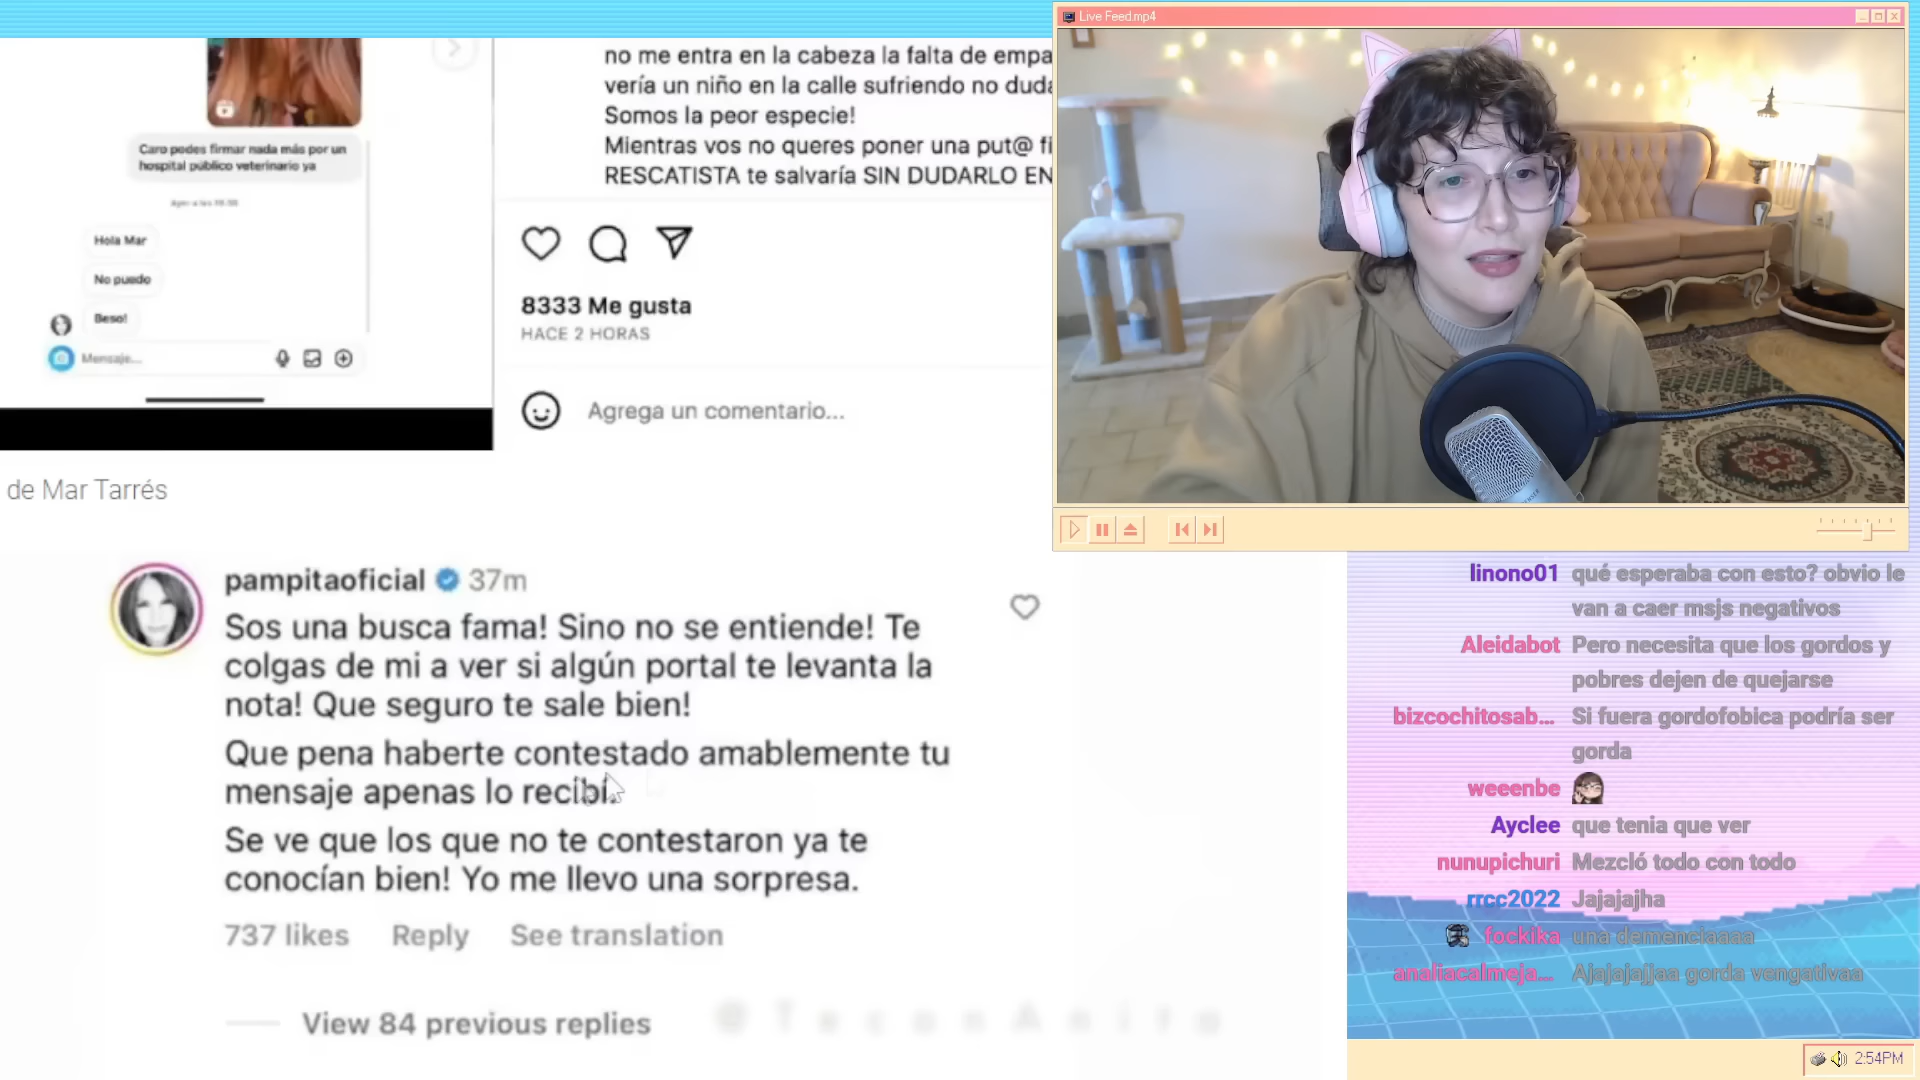 Live Feed.mp4
no me entra en la cabeza la falta de empa
vería un niño en la calle sufriendo no duda
Somos la peor especie!
Mientras vos no queres poner una put@ fi
RESCATISTA te salvaría SIN DUDARLO EN
Caro podes firmar nada más por un
hospital público veterinario ya
Hola Mar
No puedo
Beso!
Mensaje...
8333 Me gusta
HACE 2 HORAS
Agrega un comentario...
de Mar Tarrés
pampitaoficial 37m
Sos una busca fama! Sino no se entiende! Te
colgas de mi a ver si algún portal te levanta la
nota! Que seguro te sale bien!
Que pena haberte contestado amablemente tu
mensaje apenas lo recibi.
Se ve que los que no te contestaron ya te
conocían bien! Yo me llevo una sorpresa.
737 likes Reply See translation
View 84 previous replies
@TeconAnita
linono01 qué esperaba con esto? obvio le
van a caer msjs negativos
Aleidabot Pero necesita que los gordos y
pobres dejen de quejarse
bizcochitosab... Si fuera gordofobica podría ser
gorda
weeenbe
Ayclee que tenia que ver
nunupichuri Mezcló todo con todo
rrcc2022 Jajajajha
fockika una demenciaaaa
analiacalmeja... Ajajajajjaa gorda vengativaa
2:54PM